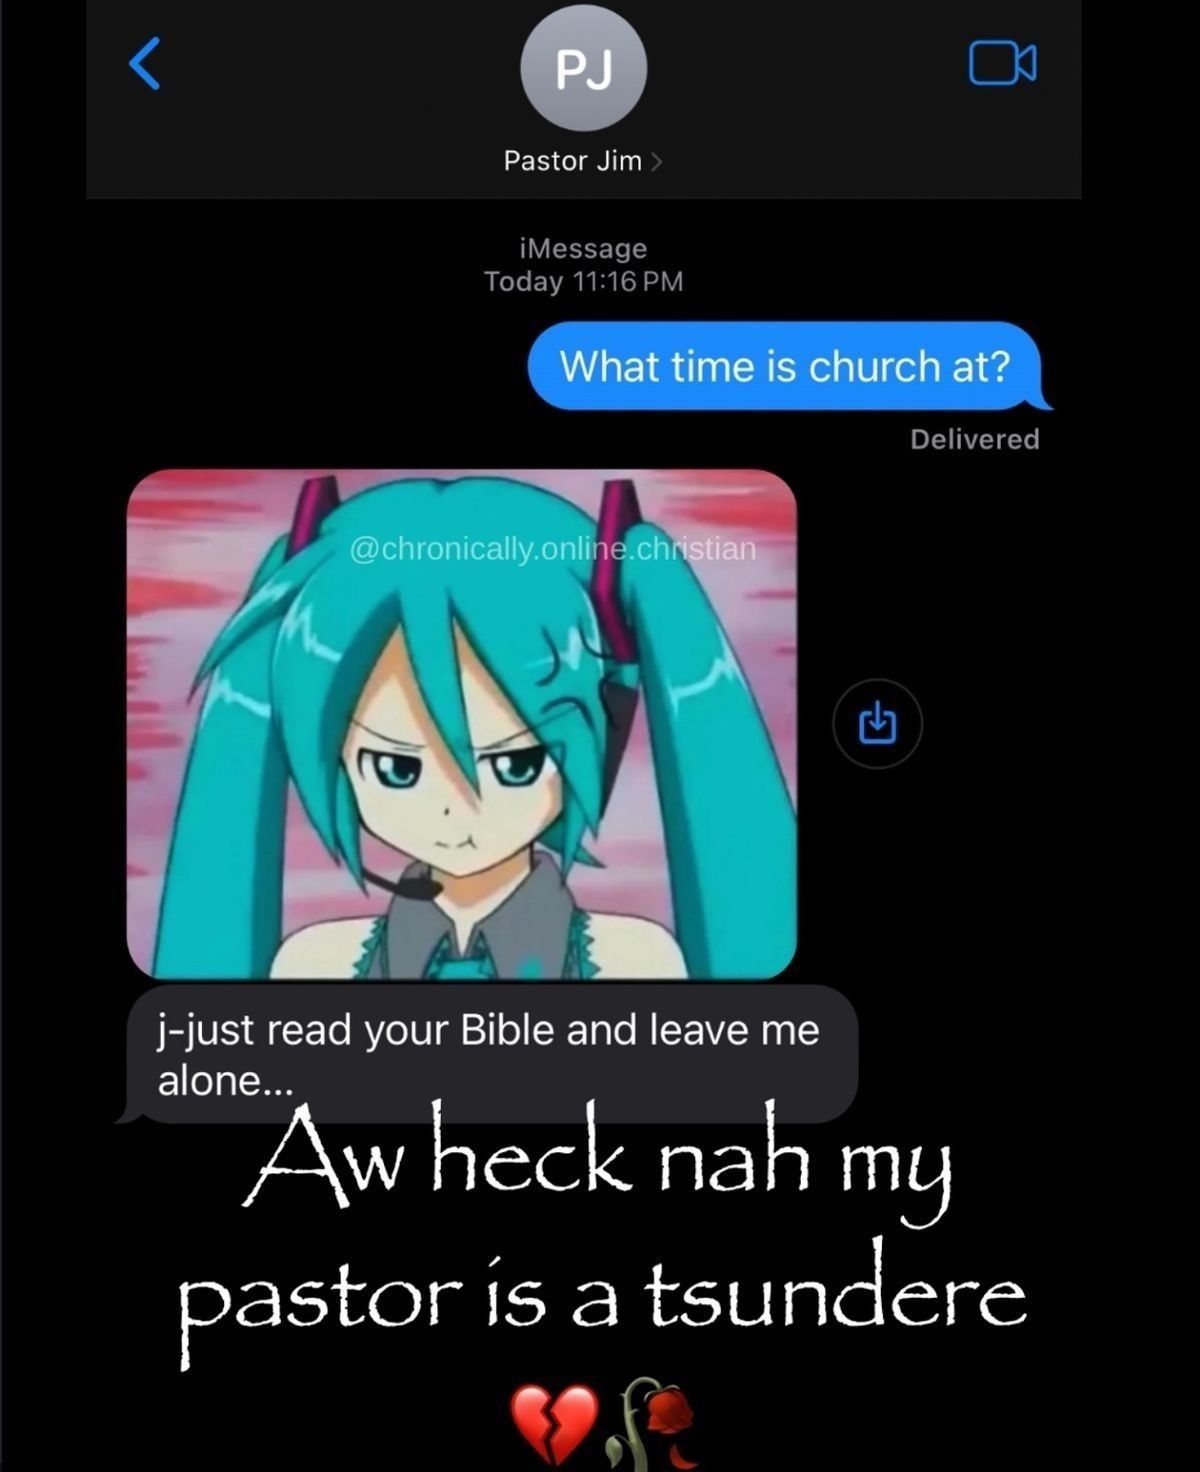 PJ
Pastor Jim
iMessage
Today 11:16 PM
What time is church at?
Delivered
@chronically.online.christian
j-just read your Bible and leave me
alone...
Aw heck nah my
pastor is a tsundere
💔🥀